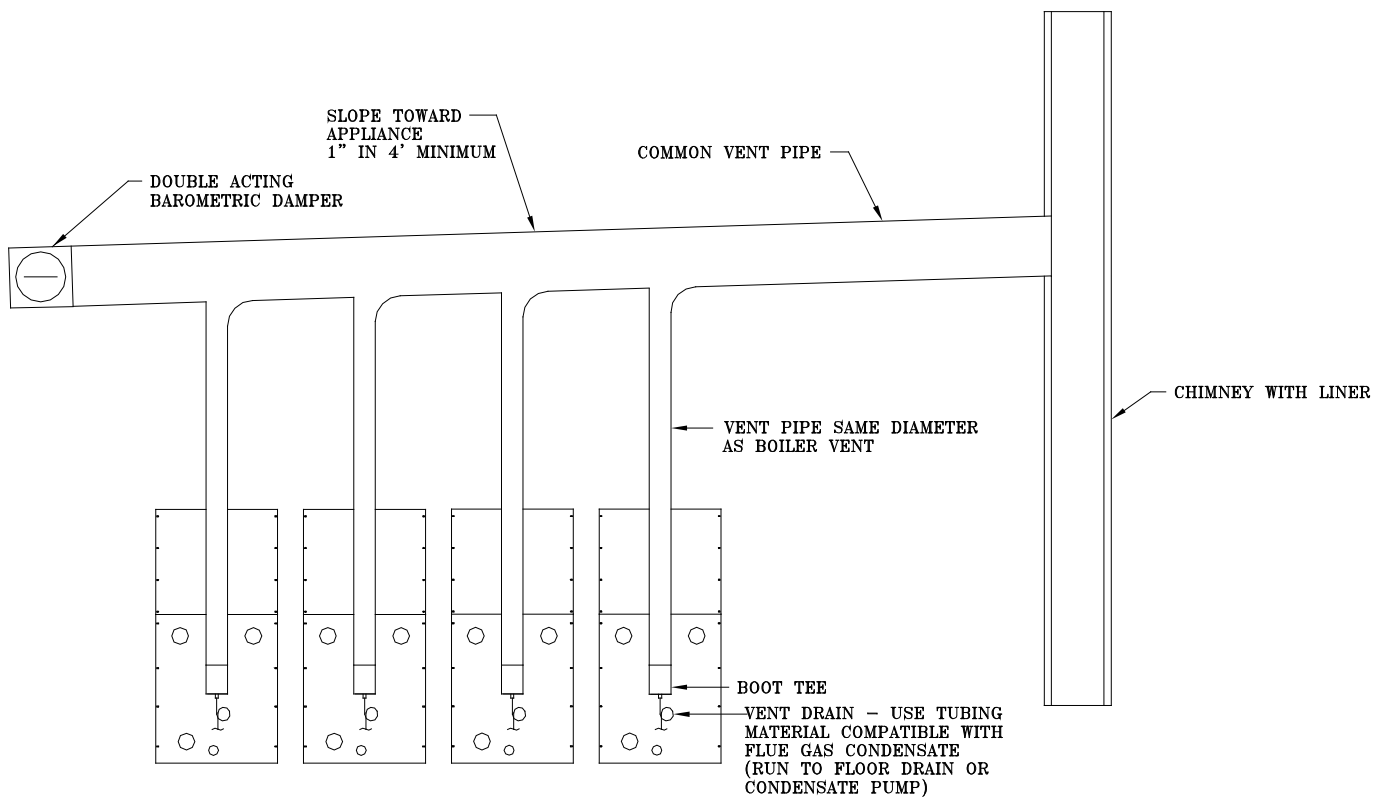 SLOPE TOWARD
APPLIANCE
1” IN 4’ MINIMUM
COMMON VENT PIPE
DOUBLE ACTING
BAROMETRIC DAMPER
CHIMNEY WITH LINER
VENT PIPE SAME DIAMETER
AS BOILER VENT
BOOT TEE
VENT DRAIN – USE TUBING
MATERIAL COMPATIBLE WITH
FLUE GAS CONDENSATE
(RUN TO FLOOR DRAIN OR
CONDENSATE PUMP)